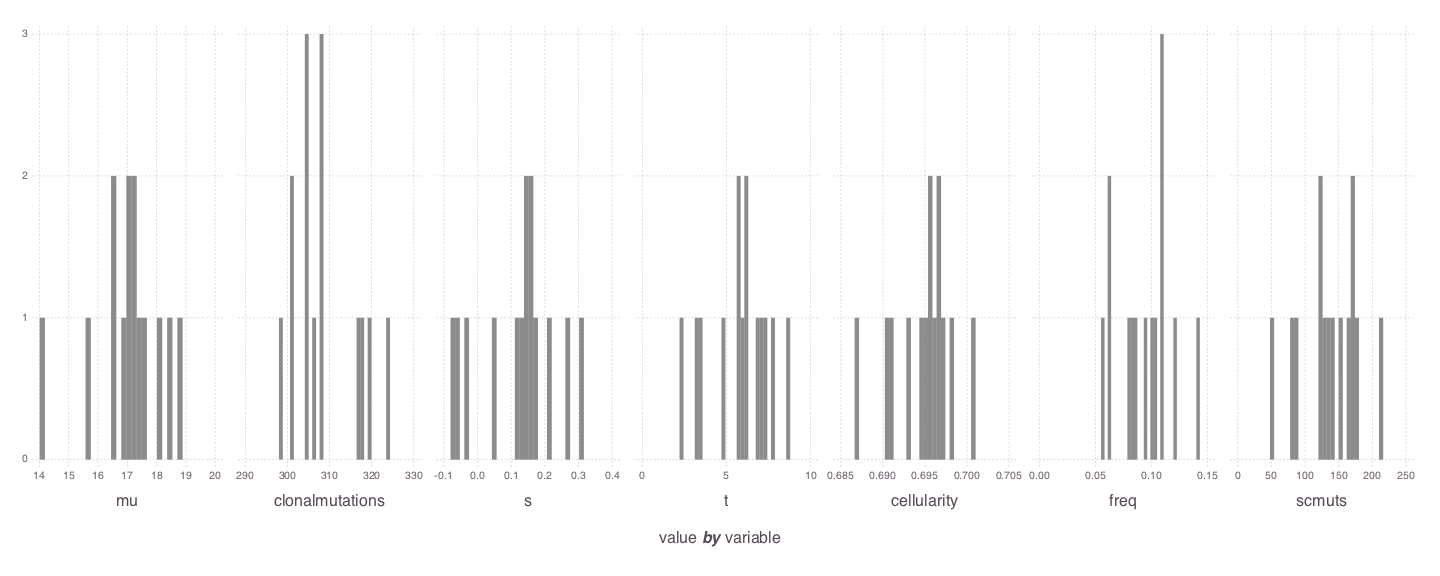 3
2
1
0
14 15 16 17 18 19 20 290 300 310 320 330 -0.1 0.0 0.1 0.2 0.3 0.4 0 5 10 0.685 0.690 0.695 0.700 0.705 0.00 0.05 0.10 0.15 0 50 100 150 200 250
mu clonalmutations s t cellularity freq scmuts
value by variable